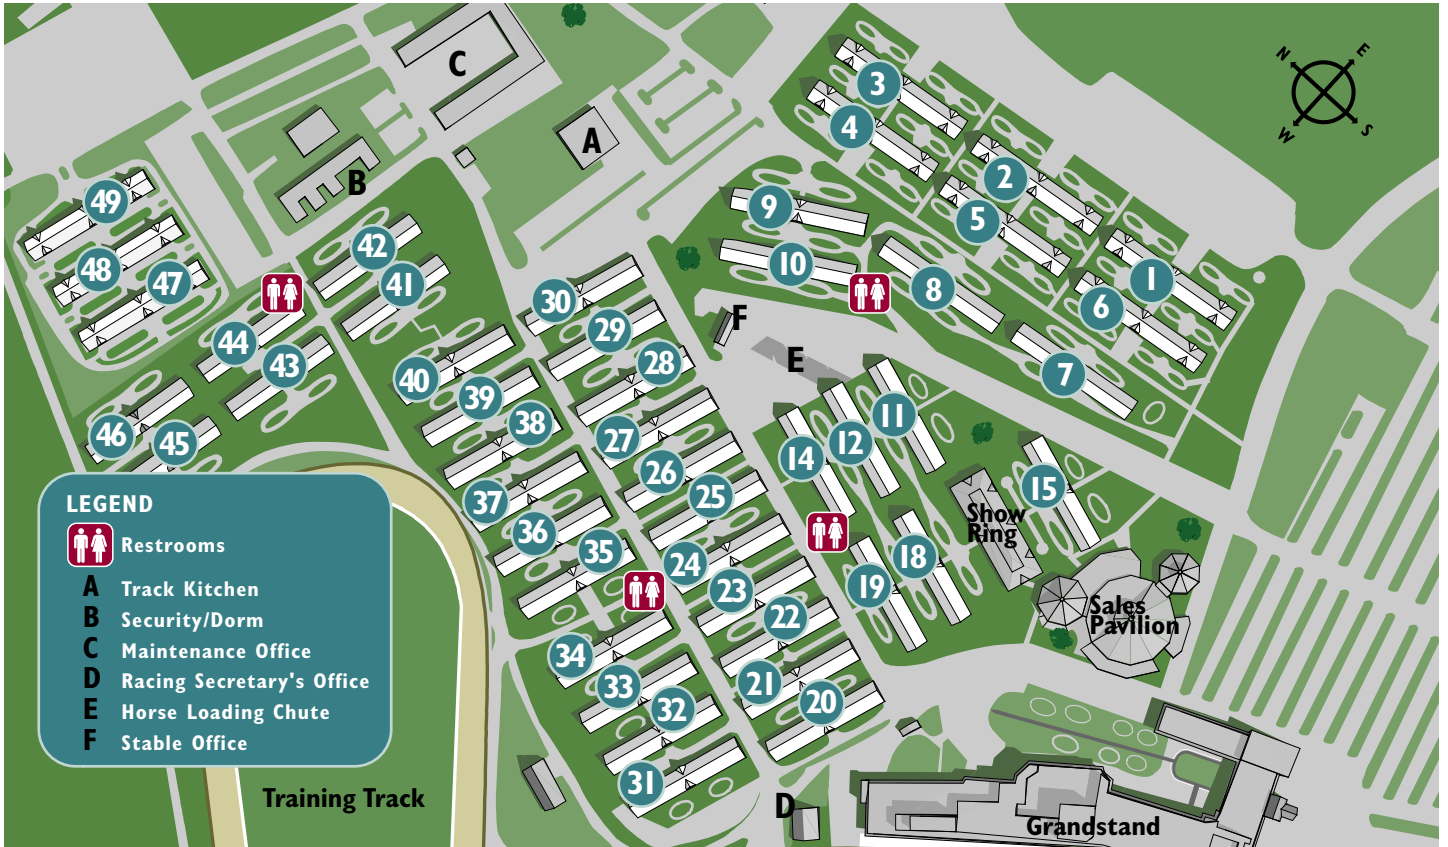 C
A
B
3
4
2
5
1
6
N
E
W
S
9
10
8
7
49
48
47
42
41
44
43
46
45
30
29
28
40
39
38
27
26
25
37
36
35
24
23
22
21
20
34
33
32
31
F
E
11
12
14
15
18
19
Show
Ring
Sales
Pavilion
LEGEND
Restrooms
A Track Kitchen
B Security/Dorm
C Maintenance Office
D Racing Secretary's Office
E Horse Loading Chute
F Stable Office
Training Track
D
Grandstand